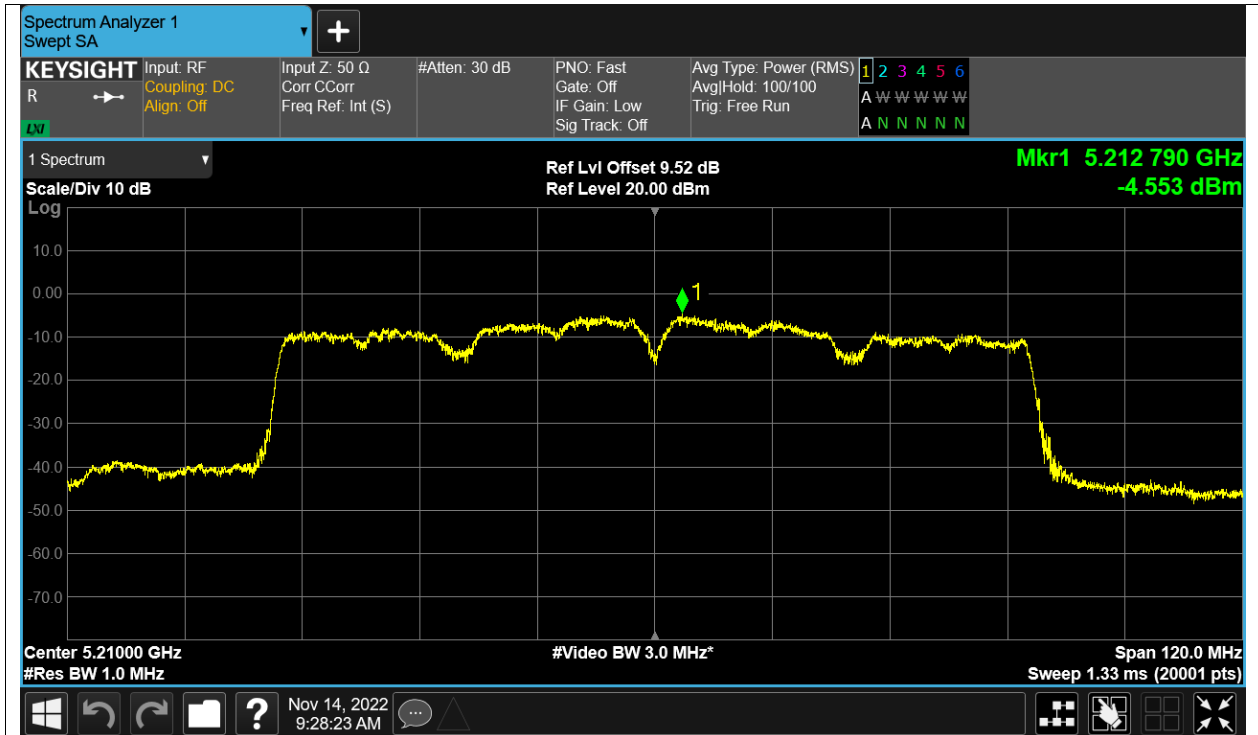 Spectrum Analyzer 1
Swept SA
KEYSIGHT
R
LXI
Input: RF
Coupling: DC
Align: Off
Input Z: 50 Ω
Corr CCorr
Freq Ref: Int (S)
#Atten: 30 dB
PNO: Fast
Gate: Off
IF Gain: Low
Sig Track: Off
Avg Type: Power (RMS)
Avg|Hold: 100/100
Trig: Free Run
1 2 3 4 5 6
A W W W W W
A N N N N N
1 Spectrum
Scale/Div 10 dB
Log
Ref Lvl Offset 9.52 dB
Ref Level 20.00 dBm
Mkr1 5.212 790 GHz
-4.553 dBm
10.0
0.00
-10.0
-20.0
-30.0
-40.0
-50.0
-60.0
-70.0
1
Center 5.21000 GHz
#Res BW 1.0 MHz
#Video BW 3.0 MHz*
Span 120.0 MHz
Sweep 1.33 ms (20001 pts)
?
Nov 14, 2022
9:28:23 AM